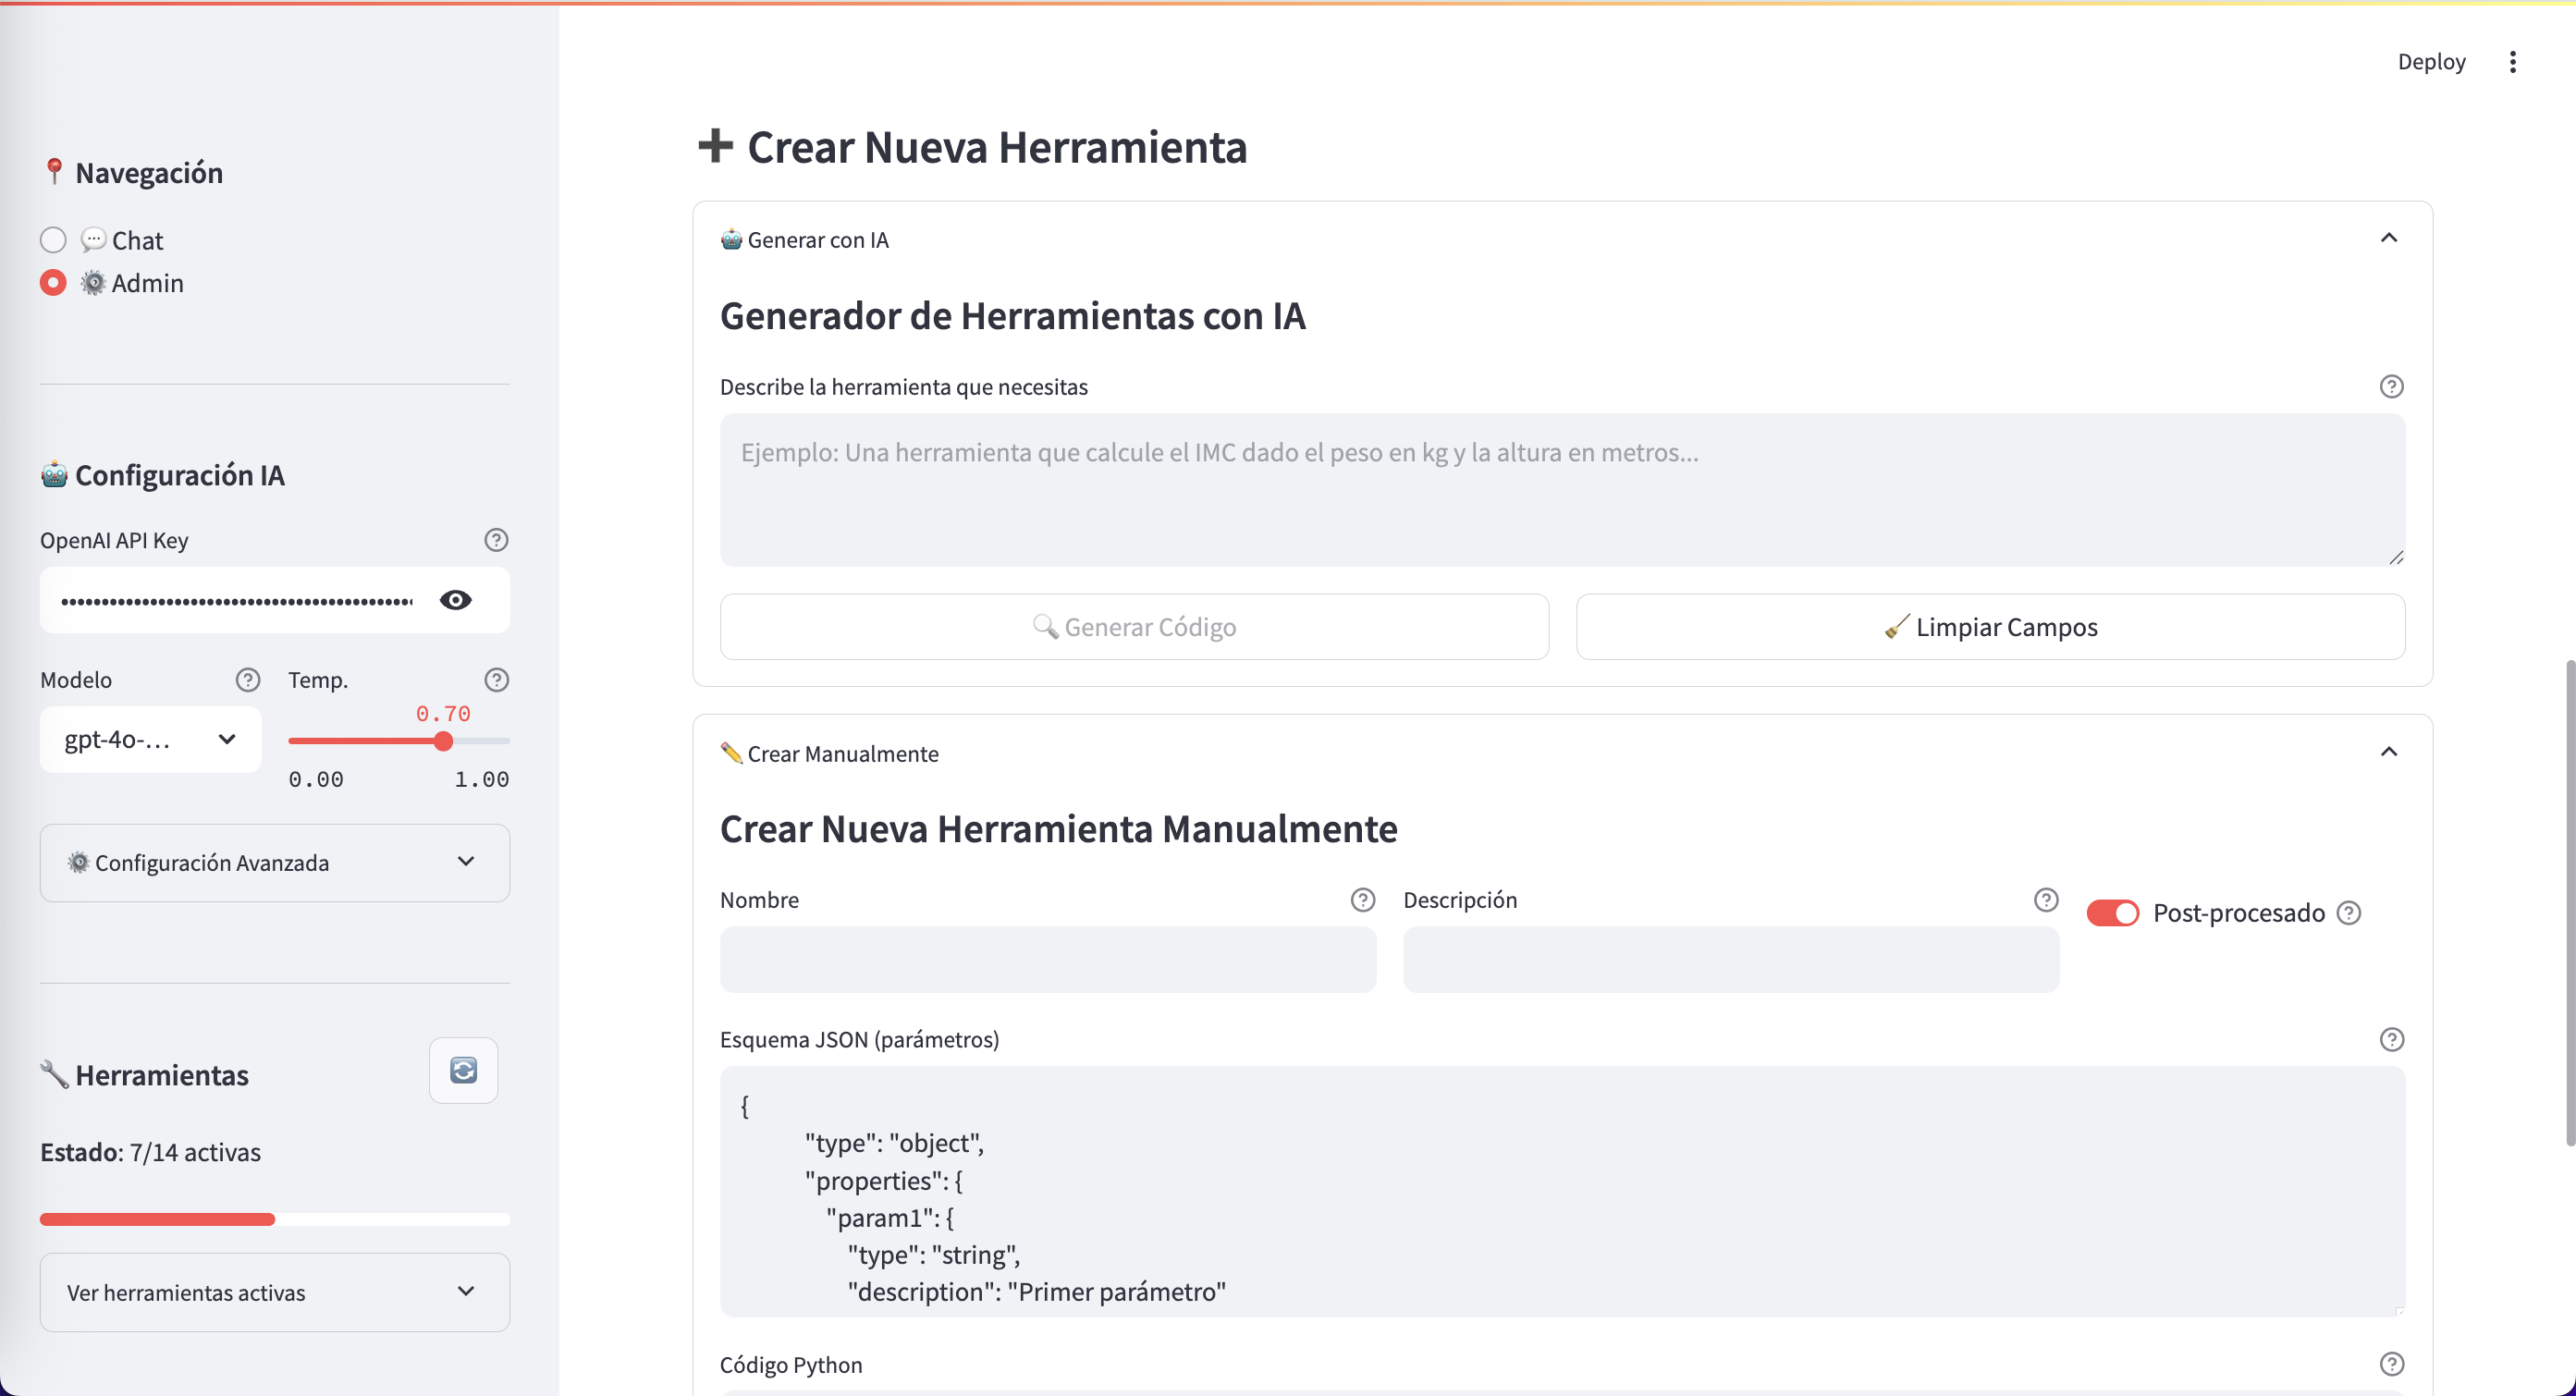 Deploy
📍 Navegación
💬 Chat
⚙️ Admin
🤖 Configuración IA
OpenAI API Key
••••••••••••••••••••••••••••••••••••••••••••
Modelo
Temp.
0.70
gpt-4o-...
0.00
1.00
⚙️ Configuración Avanzada
🔧 Herramientas
Estado: 7/14 activas
Ver herramientas activas
➕ Crear Nueva Herramienta
🤖 Generar con IA
Generador de Herramientas con IA
Describe la herramienta que necesitas
Ejemplo: Una herramienta que calcule el IMC dado el peso en kg y la altura en metros...
🔍 Generar Código
🧹 Limpiar Campos
✏️ Crear Manualmente
Crear Nueva Herramienta Manualmente
Nombre
Descripción
Post-procesado
Esquema JSON (parámetros)
{
"type": "object",
"properties": {
"param1": {
"type": "string",
"description": "Primer parámetro"
Código Python